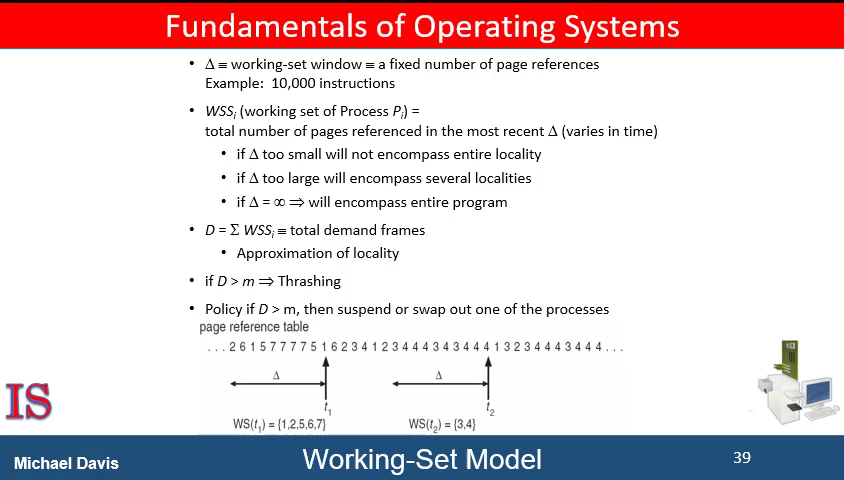 Fundamentals of Operating Systems
• Δ ≡ working-set window ≡ a fixed number of page references
Example: 10,000 instructions
• WSSi (working set of Process Pi) =
total number of pages referenced in the most recent Δ (varies in time)
• if Δ too small will not encompass entire locality
• if Δ too large will encompass several localities
• if Δ = ∞ ⇒ will encompass entire program
• D = Σ WSSi ≡ total demand frames
• Approximation of locality
• if D > m ⇒ Thrashing
• Policy if D > m, then suspend or swap out one of the processes
page reference table
. . . 2 6 1 5 7 7 7 7 5 1 6 2 3 4 1 2 3 4 4 4 3 4 3 4 4 4 1 3 2 3 4 4 4 3 4 4 4 . . .
Δ Δ
t1 t2
WS(t1) = {1,2,5,6,7} WS(t2) = {3,4}
IS
Michael Davis
Working-Set Model
39